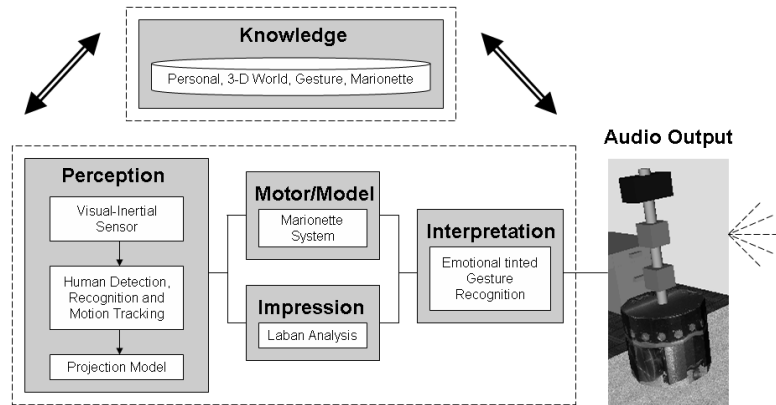 Knowledge
Personal, 3-D World, Gesture, Marionette
Audio Output
Perception
Visual-Inertial
Sensor
Human Detection,
Recognition and
Motion Tracking
Projection Model
Motor/Model
Marionette
System
Impression
Laban Analysis
Interpretation
Emotional tinted
Gesture
Recognition